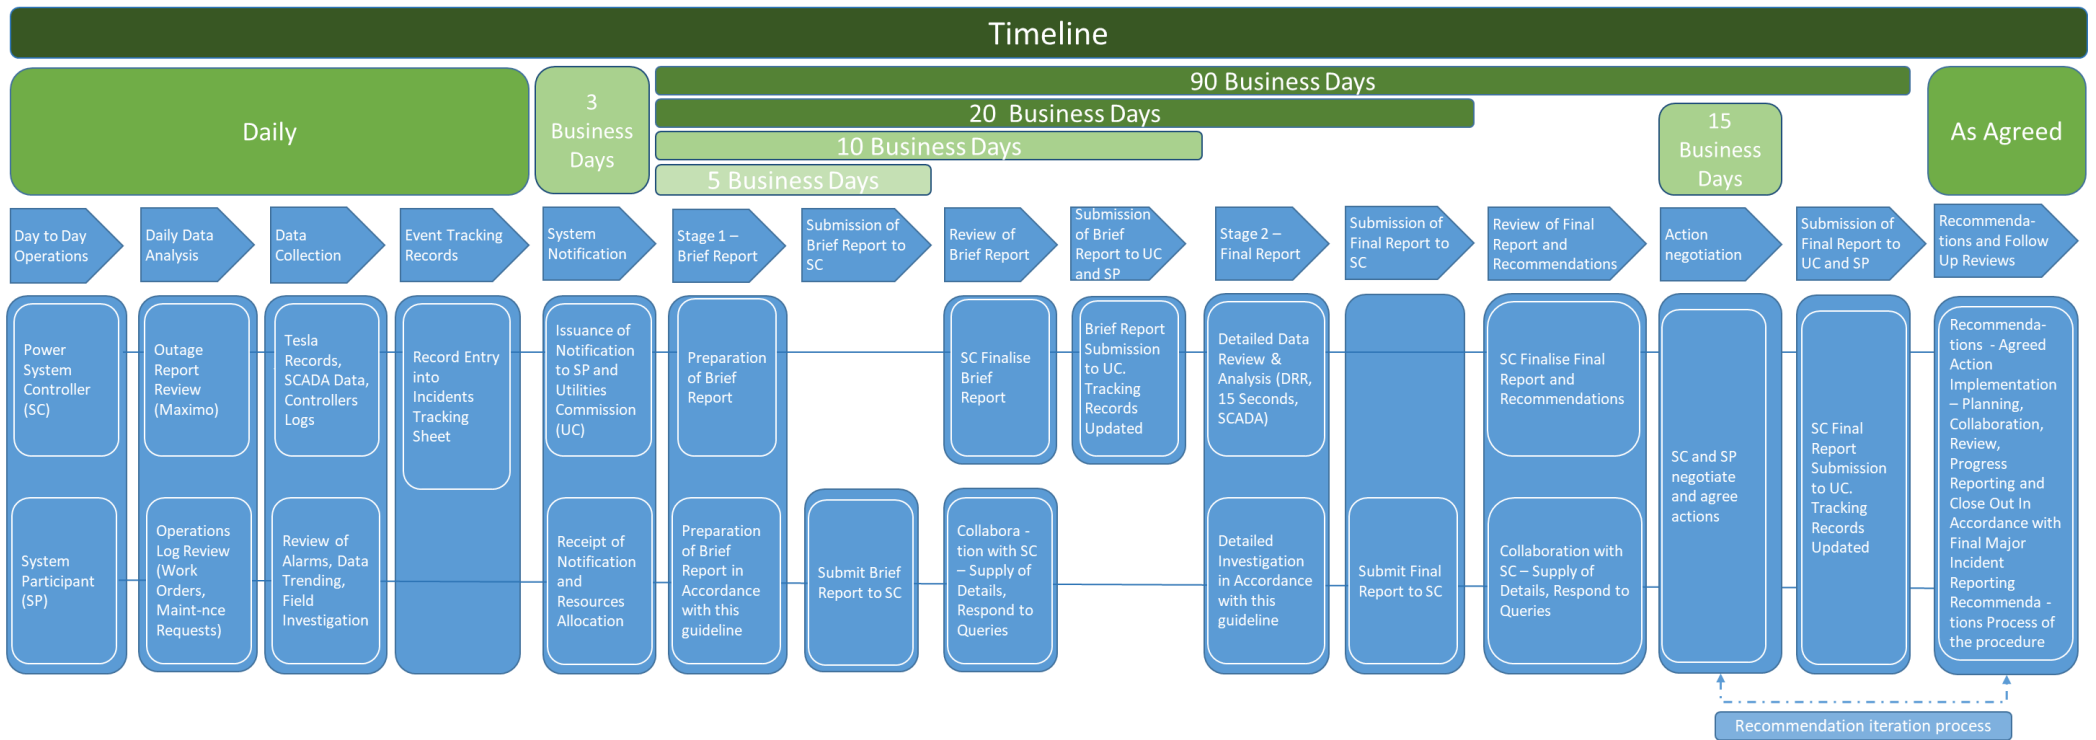 Timeline
Daily
3
Business
Days
90 Business Days
20  Business Days
10 Business Days
5 Business Days
15
Business
Days
As Agreed
Day to Day
Operations
Daily Data
Analysis
Data
Collection
Event Tracking
Records
System
Notification
Stage 1 –
Brief Report
Submission of
Brief Report to
SC
Review of
Brief Report
Submission
of Brief
Report to UC
and SP
Stage 2 –
Final Report
Submission of
Final Report to
SC
Review of Final
Report and
Recommendations
Action
negotiation
Submission of
Final Report to
UC and SP
Recommenda-
tions and Follow
Up Reviews
Power
System
Controller
(SC)
Outage
Report
Review
(Maximo)
Tesla
Records,
SCADA Data,
Controllers
Logs
Record Entry
into
Incidents
Tracking
Sheet
Issuance of
Notification
to SP and
Utilities
Commission
(UC)
Preparation
of Brief
Report
SC Finalise
Brief
Report
Brief Report
Submission
to UC.
Tracking
Records
Updated
Detailed Data
Review &
Analysis (DRR,
15 Seconds,
SCADA)
SC Finalise Final
Report and
Recommendations
SC and SP
negotiate
and agree
actions
SC Final
Report
Submission
to UC.
Tracking
Records
Updated
Recommenda-
tions  - Agreed
Action
Implementation
– Planning,
Collaboration,
Review,
Progress
Reporting and
Close Out In
Accordance with
Final Major
Incident
Reporting
Recommenda -
tions Process of
the procedure
System
Participant
(SP)
Operations
Log Review
(Work
Orders,
Maint-nce
Requests)
Review of
Alarms, Data
Trending,
Field
Investigation
Receipt of
Notification
and
Resources
Allocation
Preparation
of Brief
Report in
Accordance
with this
guideline
Submit Brief
Report to SC
Collabora -
tion with SC
– Supply of
Details,
Respond to
Queries
Detailed
Investigation
in Accordance
with this
guideline
Submit Final
Report to SC
Collaboration with
SC – Supply of
Details, Respond to
Queries
Recommendation iteration process